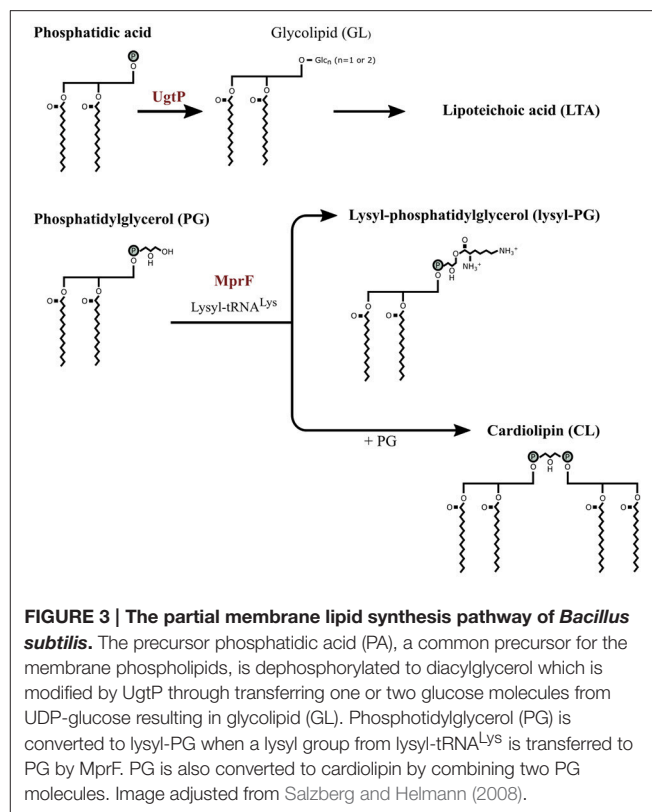 Phosphatidic acid
Glycolipid (GL)
P
O
O
O
O
O
UgtP
O – Glcn (n=1 or 2)
O
O
O
O
Lipoteichoic acid (LTA)
Phosphatidylglycerol (PG)
P
OH
O
O
H
O
O
O
O
MprF
Lysyl-tRNALys
Lysyl-phosphatidylglycerol (lysyl-PG)
O
O
NH3+
NH3+
P
O
O
H
O
O
O
O
+ PG
Cardiolipin (CL)
P
P
O
O
H
O
O
O
O
O
O
O
O
O
FIGURE 3 | The partial membrane lipid synthesis pathway of Bacillus
subtilis. The precursor phosphatidic acid (PA), a common precursor for the
membrane phospholipids, is dephosphorylated to diacylglycerol which is
modified by UgtP through transferring one or two glucose molecules from
UDP-glucose resulting in glycolipid (GL). Phosphotidylglycerol (PG) is
converted to lysyl-PG when a lysyl group from lysyl-tRNALys is transferred to
PG by MprF. PG is also converted to cardiolipin by combining two PG
molecules. Image adjusted from Salzberg and Helmann (2008).